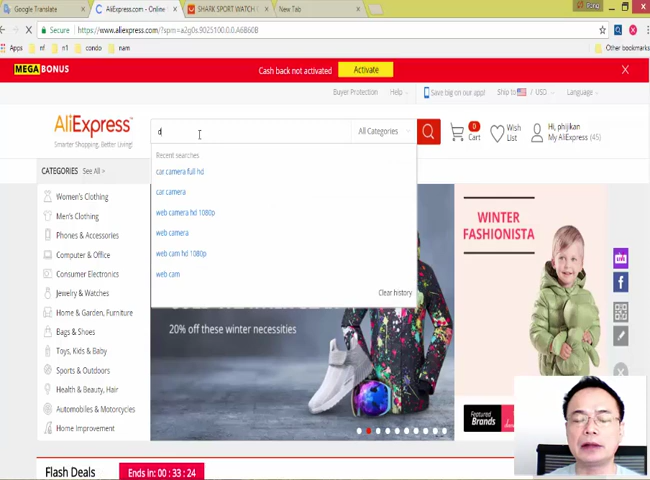 Google Translate
AliExpress.com - Online
SHARK SPORT WATCH
New Tab
Secure
https://www.aliexpress.com/?spm=a2g0s.9025100.0.0.A6B60B
Apps
nf
n1
condo
nam
Other bookmarks
MEGA BONUS
Cash back not activated
Activate
X
Buyer Protection
Help
Save big on our app!
Ship to
/ USD
Language
AliExpress
Smarter Shopping, Better Living!
d
All Categories
Cart
0
Wish
List
Hi, phijikan
My AliExpress (45)
CATEGORIES See All >
Women's Clothing
Men's Clothing
Phones & Accessories
Computer & Office
Consumer Electronics
Jewelry & Watches
Home & Garden, Furniture
Bags & Shoes
Toys, Kids & Baby
Sports & Outdoors
Health & Beauty, Hair
Automobiles & Motorcycles
Home Improvement
Recent searches
car camera full hd
car camera
web camera hd 1080p
web camera
web cam hd 1080p
web cam
Clear history
20% off these winter necessities
WINTER
FASHIONISTA
Featured
Brands
Flash Deals
Ends in: 00 : 33 : 24